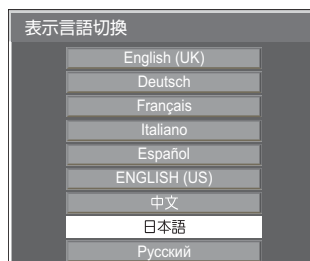 表示言語切換
English (UK)
Deutsch
Français
Italiano
Español
ENGLISH (US)
中文
日本語
Русский